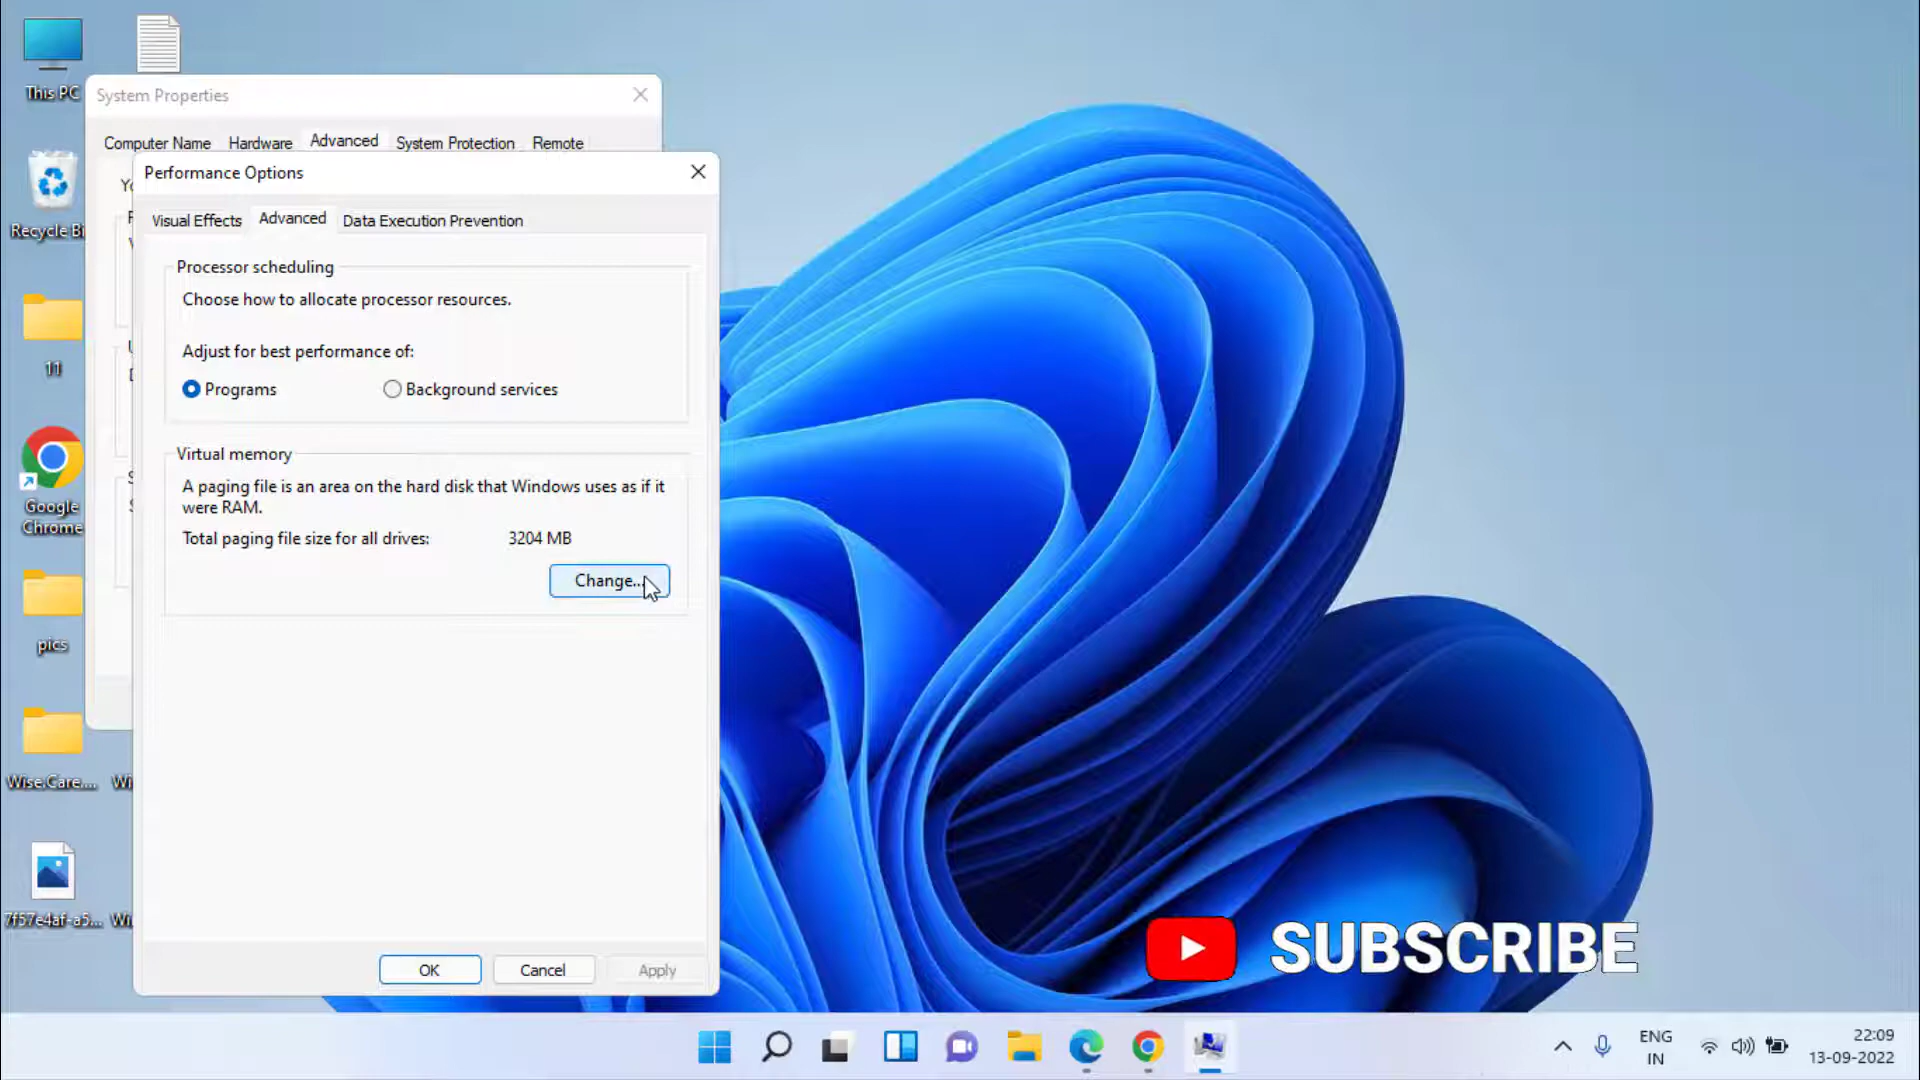 This PC
System Properties
Computer Name Hardware Advanced System Protection Remote
Performance Options
Visual Effects Advanced Data Execution Prevention
Recycle Bi
Processor scheduling
Choose how to allocate processor resources.
Adjust for best performance of:
Programs Background services
11
Virtual memory
A paging file is an area on the hard disk that Windows uses as if it
were RAM.
Total paging file size for all drives: 3204 MB
Change...
Google
Chrome
pics
Wise.Care....
Wi
7f57e4af-a5...
Wi
OK Cancel Apply
SUBSCRIBE
ENG
IN
22:09
13-09-2022